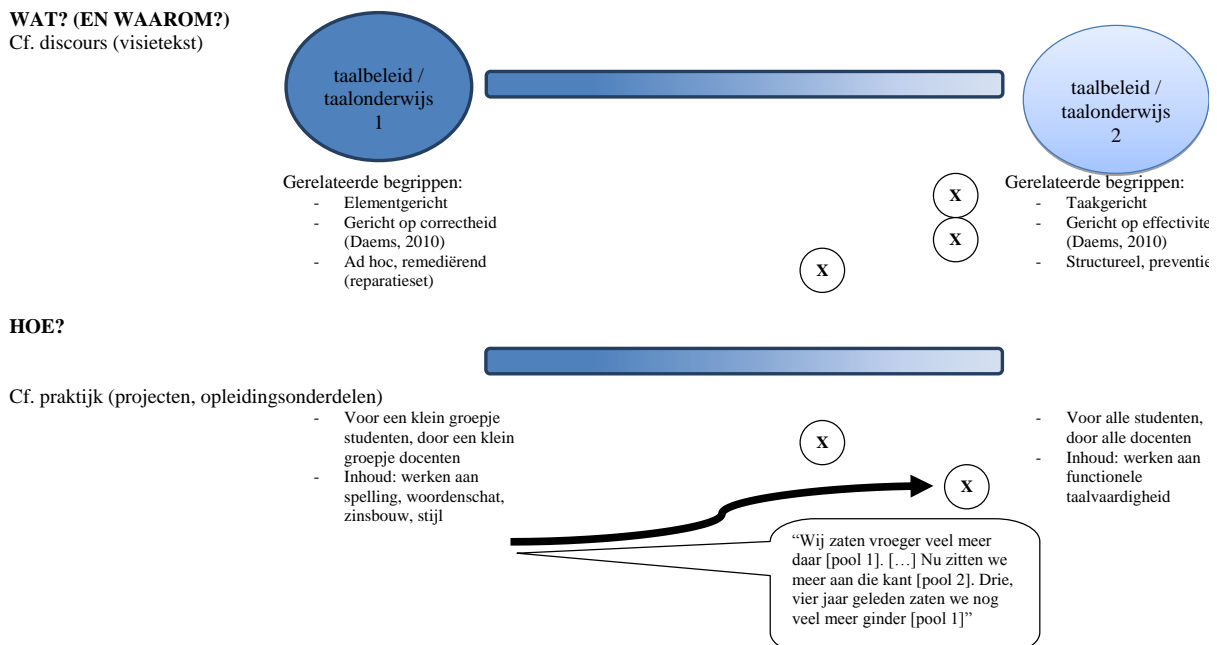 WAT? (EN WAAROM?)
Cf. discours (visietekst)
taalbeleid /
taalonderwijs
1
taalbeleid /
taalonderwijs
2
Gerelateerde begrippen:
- Elementgericht
- Gericht op correctheid
(Daems, 2010)
- Ad hoc, remediërend
(reparatieset)
X
X
X
Gerelateerde begrippen:
- Taakgericht
- Gericht op effectivite
(Daems, 2010)
- Structureel, preventie
HOE?
Cf. praktijk (projecten, opleidingsonderdelen)
- Voor een klein groepje
studenten, door een klein
groepje docenten
- Inhoud: werken aan
spelling, woordenschat,
zinsbouw, stijl
X
X
- Voor alle studenten,
door alle docenten
- Inhoud: werken aan
functionele
taalvaardigheid
“Wij zaten vroeger veel meer
daar [pool 1]. […] Nu zitten we
meer aan die kant [pool 2]. Drie,
vier jaar geleden zaten we nog
veel meer ginder [pool 1]”